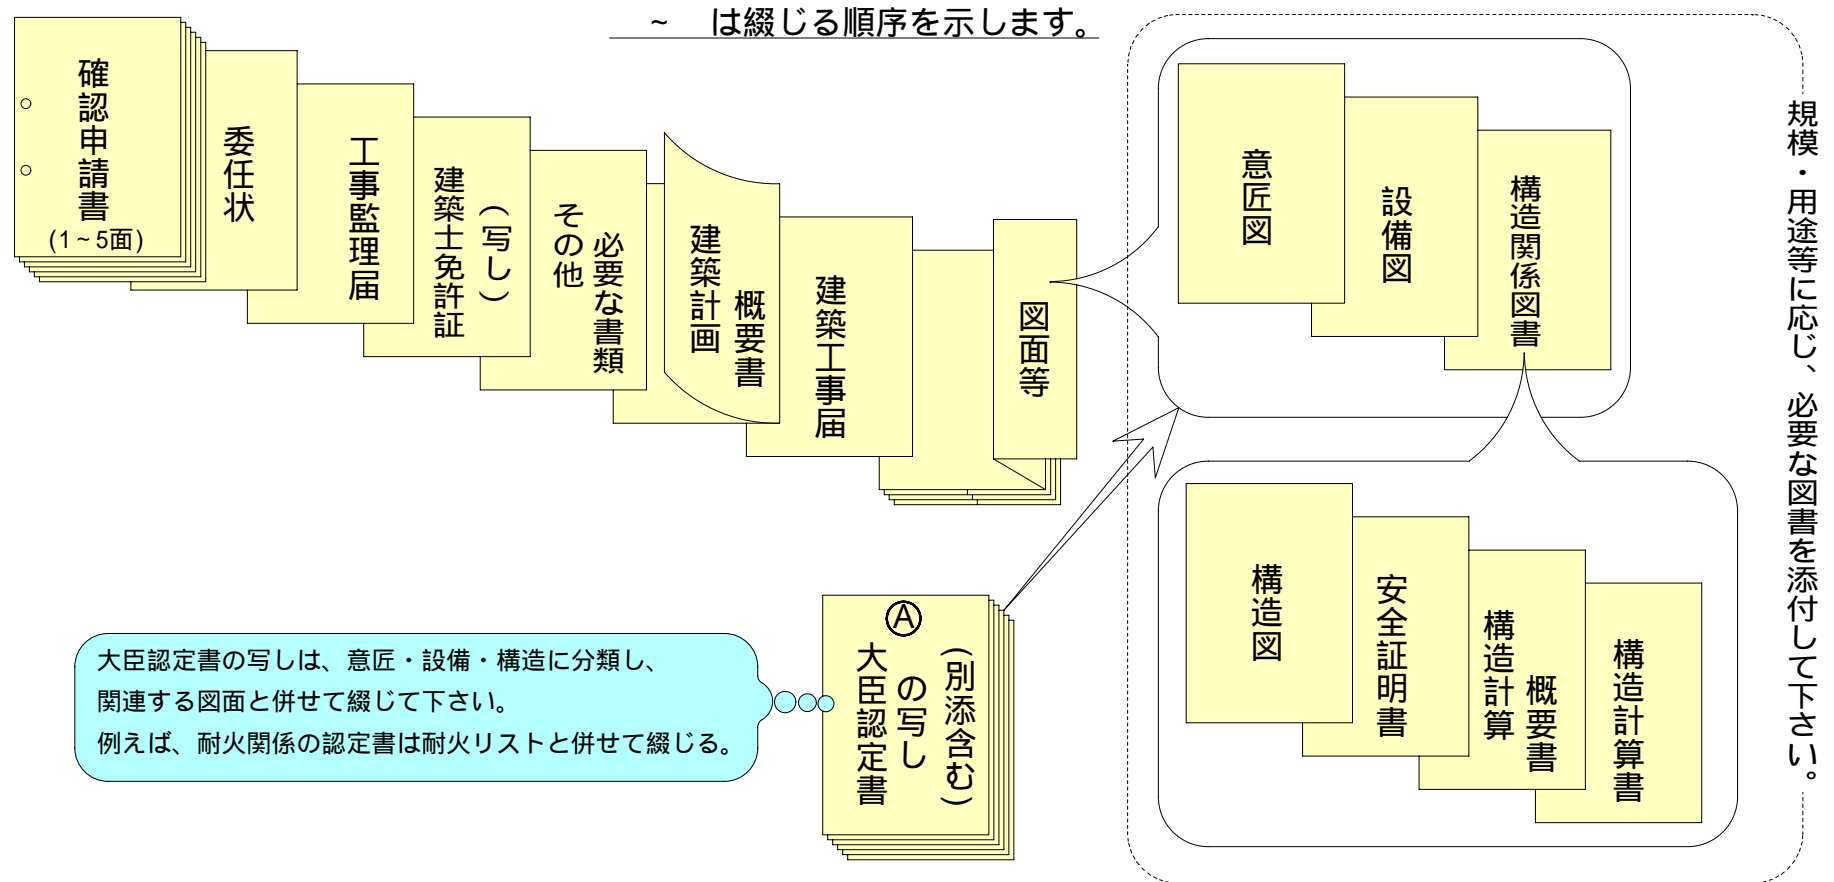 ~　は綴じる順序を示します。
確認申請書
(1~5面)
委任状
工事監理届
建築士免許証
(写し)
その他
必要な書類
建築計画
概要書
建築工事届
図面等
意匠図
設備図
構造関係図書
構造図
安全証明書
構造計算
概要書
構造計算書
規模・用途等に応じ、必要な図書を添付して下さい。
Ⓐ
大臣認定書
の写し
(別添含む)
大臣認定書の写しは、意匠・設備・構造に分類し、
関連する図面と併せて綴じて下さい。
例えば、耐火関係の認定書は耐火リストと併せて綴じる。